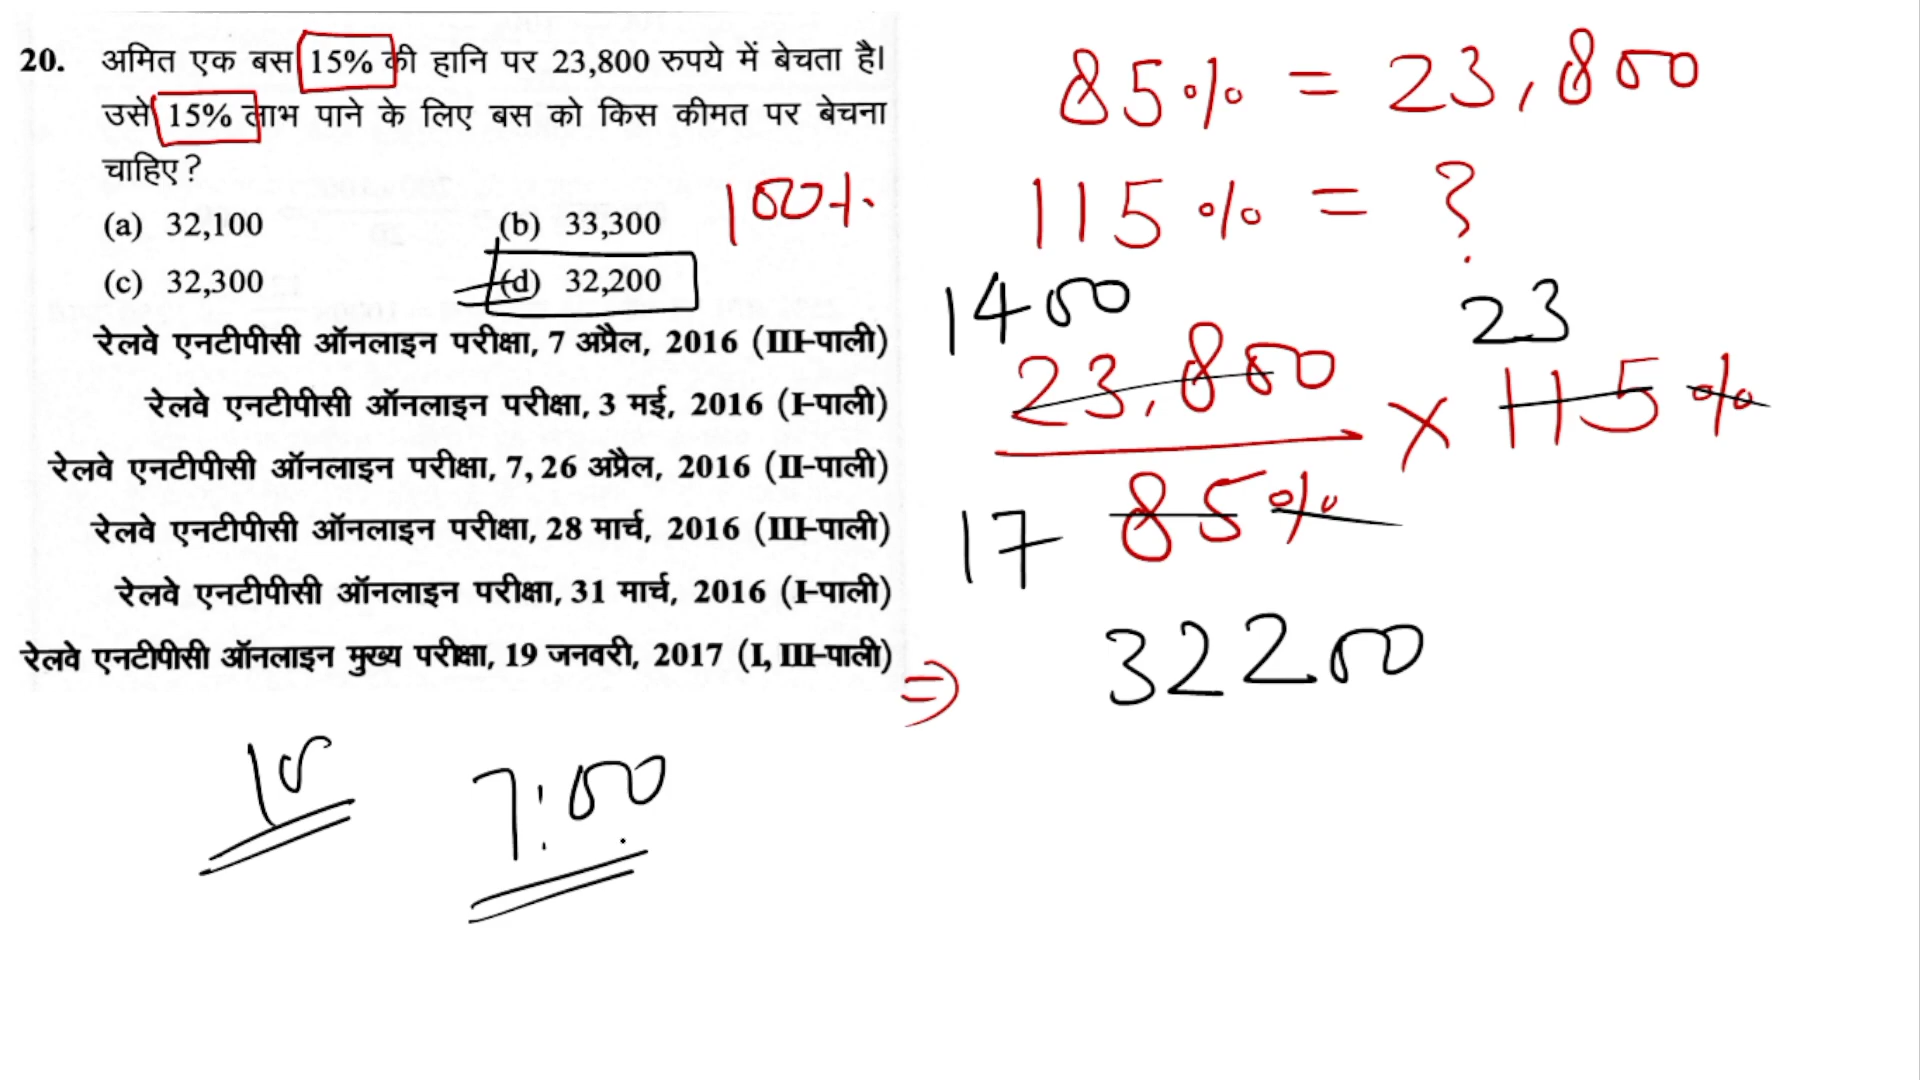 20. अमित एक बस 15% की हानि पर 23,800 रुपये में बेचता है।
उसे 15% लाभ पाने के लिए बस को किस कीमत पर बेचना
चाहिए?
(a) 32,100 (b) 33,300
(c) 32,300 (d) 32,200
रेलवे एनटीपीसी ऑनलाइन परीक्षा, 7 अप्रैल, 2016 (III-पाली)
रेलवे एनटीपीसी ऑनलाइन परीक्षा, 3 मई, 2016 (I-पाली)
रेलवे एनटीपीसी ऑनलाइन परीक्षा, 7, 26 अप्रैल, 2016 (II-पाली)
रेलवे एनटीपीसी ऑनलाइन परीक्षा, 28 मार्च, 2016 (III-पाली)
रेलवे एनटीपीसी ऑनलाइन परीक्षा, 31 मार्च, 2016 (I-पाली)
रेलवे एनटीपीसी ऑनलाइन मुख्य परीक्षा, 19 जनवरी, 2017 (I, III-पाली)
100%
85% = 23,800
115% = ?
1400 23
23,800 × 115%
17 85%
⇒ 32200
7:00